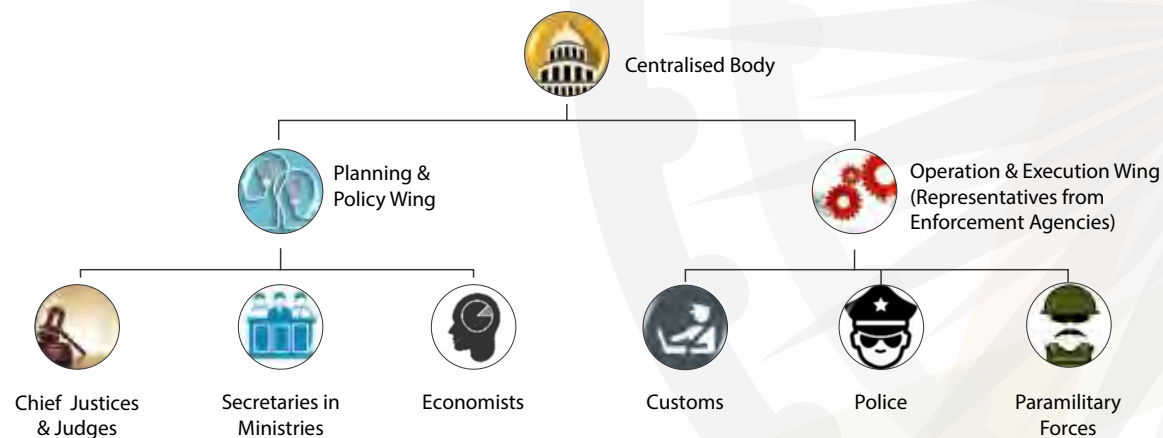 Centralised Body
Planning &
Policy Wing
Operation & Execution Wing
(Representatives from
Enforcement Agencies)
Chief Justices
& Judges
Secretaries in
Ministries
Economists
Customs
Police
Paramilitary
Forces